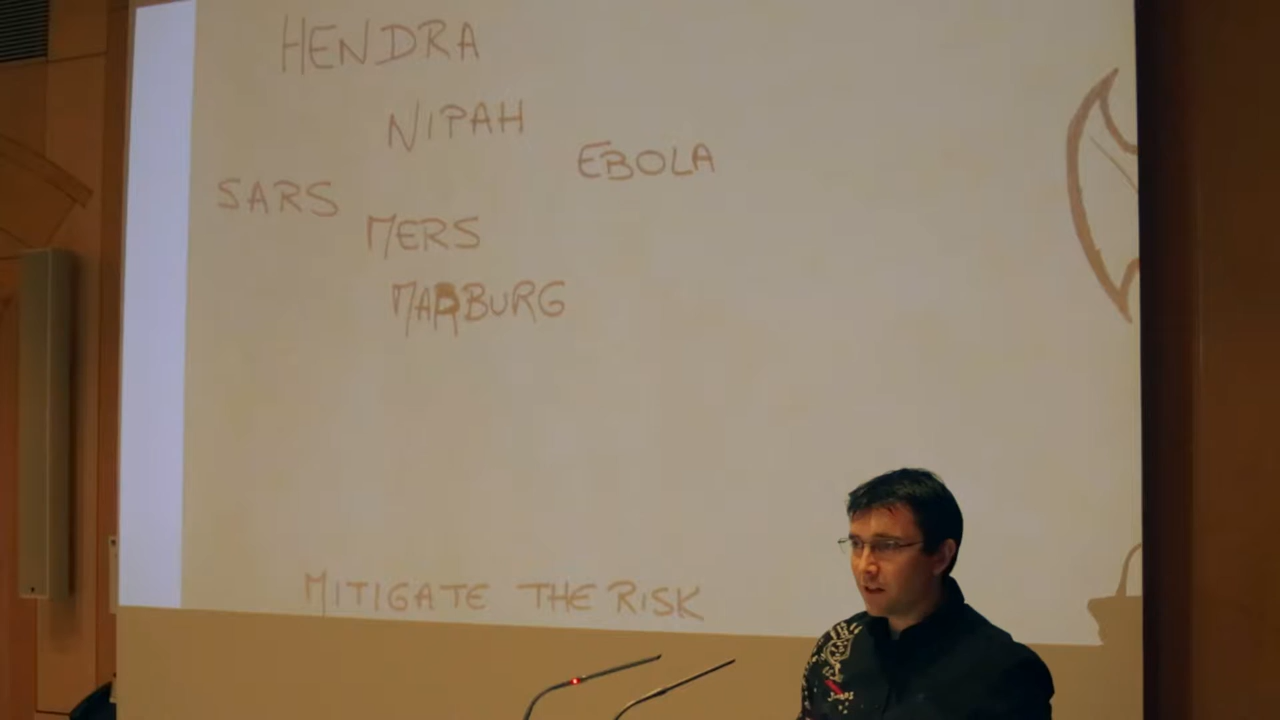 HENDRA
NIPAH
EBOLA
SARS
MERS
MARBURG
MITIGATE THE RISK